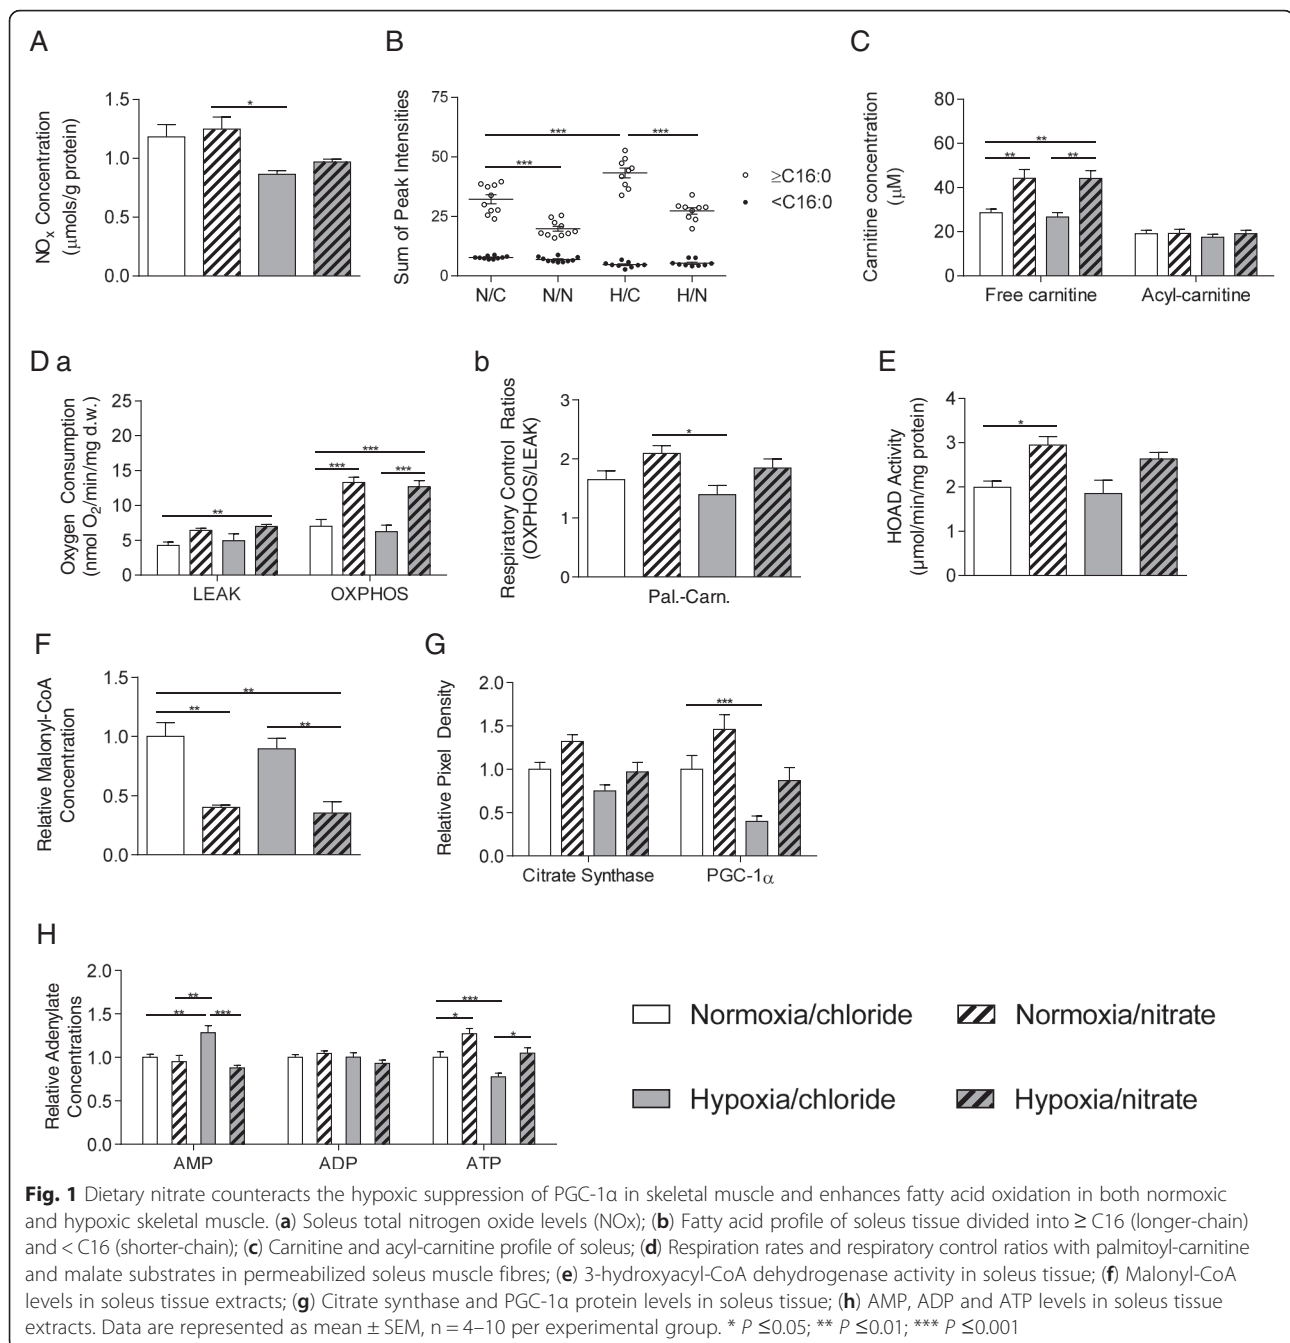 A
NOx Concentration
(μmols/g protein)
1.5
1.0
0.5
0.0
*
B
Sum of Peak Intensities
75
50
25
0
***
***
***
N/C N/N H/C H/N
≥C16:0
<C16:0
C
Carnitine concentration
(μM)
80
60
40
20
0
**
** **
Free carnitine Acyl-carnitine
D a
Oxygen Consumption
(nmol O2/min/mg d.w.)
25
20
15
10
5
0
**
***
*** ***
LEAK OXPHOS
b
Respiratory Control Ratios
(OXPHOS/LEAK)
3
2
1
0
*
Pal.-Carn.
E
HOAD Activity
(μmol/min/mg protein)
4
3
2
1
0
*
F
Relative Malonyl-CoA
Concentration
1.5
1.0
0.5
0.0
**
**
**
G
Relative Pixel Density
2.0
1.5
1.0
0.5
0.0
***
Citrate Synthase PGC-1α
H
Relative Adenylate
Concentrations
2.0
1.5
1.0
0.5
0.0
**
** ***
***
*
*
AMP ADP ATP
Normoxia/chloride Normoxia/nitrate
Hypoxia/chloride Hypoxia/nitrate
Fig. 1 Dietary nitrate counteracts the hypoxic suppression of PGC-1α in skeletal muscle and enhances fatty acid oxidation in both normoxic
and hypoxic skeletal muscle. (a) Soleus total nitrogen oxide levels (NOx); (b) Fatty acid profile of soleus tissue divided into ≥ C16 (longer-chain)
and < C16 (shorter-chain); (c) Carnitine and acyl-carnitine profile of soleus; (d) Respiration rates and respiratory control ratios with palmitoyl-carnitine
and malate substrates in permeabilized soleus muscle fibres; (e) 3-hydroxyacyl-CoA dehydrogenase activity in soleus tissue; (f) Malonyl-CoA
levels in soleus tissue extracts; (g) Citrate synthase and PGC-1α protein levels in soleus tissue; (h) AMP, ADP and ATP levels in soleus tissue
extracts. Data are represented as mean ± SEM, n = 4–10 per experimental group. * P ≤0.05; ** P ≤0.01; *** P ≤0.001